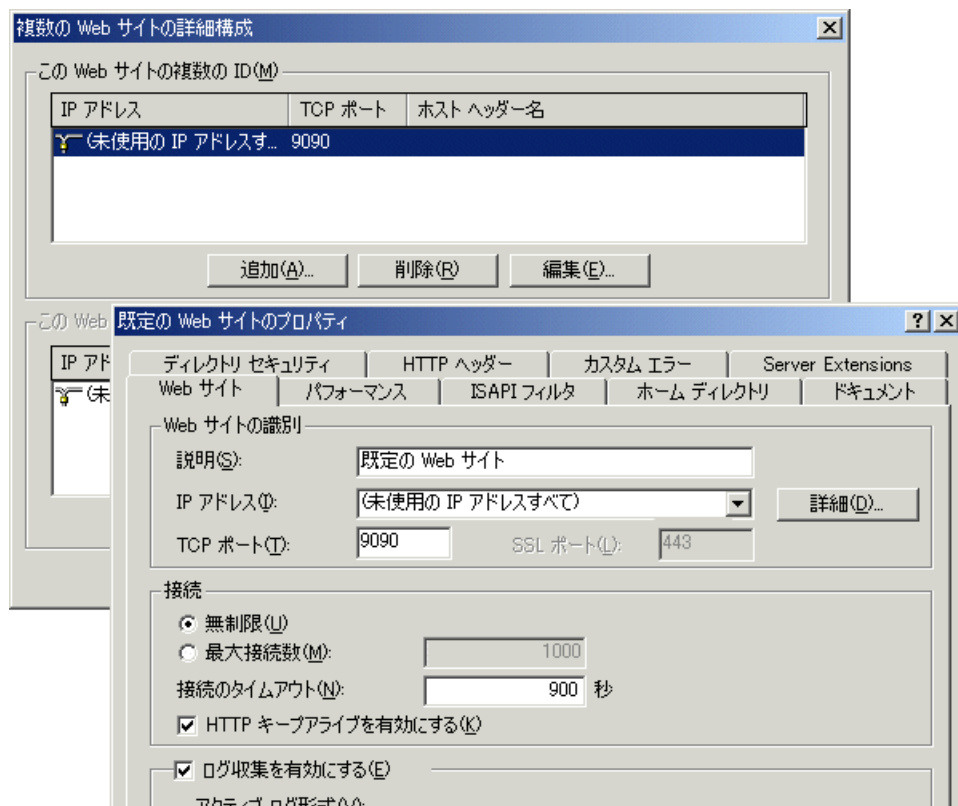 複数の Web サイトの詳細構成
この Web サイトの複数の ID(M)
IP アドレス TCP ポート ホスト ヘッダー名
(未使用の IP アドレスす... 9090
追加(A)... 削除(R) 編集(E)...
この Web
IP アド
(未
既定の Web サイトのプロパティ
ディレクトリ セキュリティ HTTP ヘッダー カスタム エラー Server Extensions
Web サイト パフォーマンス ISAPI フィルタ ホーム ディレクトリ ドキュメント
Web サイトの識別
説明(S): 既定の Web サイト
IP アドレス(I): (未使用の IP アドレスすべて) 詳細(D)...
TCP ポート(T): 9090 SSL ポート(L): 443
接続
無制限(U)
最大接続数(M): 1000
接続のタイムアウト(N): 900 秒
HTTP キープアライブを有効にする(K)
ログ収集を有効にする(E)
アクティブ ログ形式(V):